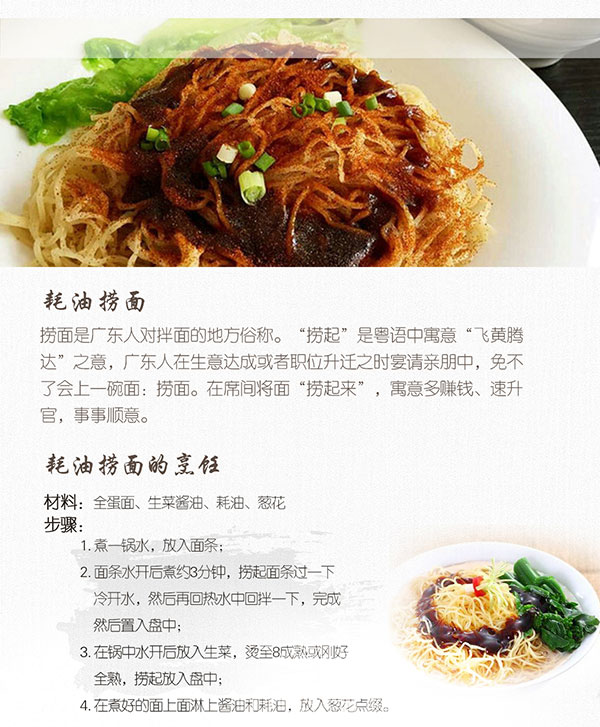 耗油捞面
捞面是广东人对拌面的地方俗称。“捞起”是粤语中寓意“飞黄腾
达”之意，广东人在生意达成或者职位升迁之时宴请亲朋中，免不
了会上一碗面：捞面。在席间将面“捞起来”，寓意多赚钱、速升
官，事事顺意。
耗油捞面的烹饪
材料：全蛋面、生菜酱油、耗油、葱花
步骤：
1. 煮一锅水，放入面条；
2. 面条水开后煮约3分钟，捞起面条过一下
冷开水，然后再回热水中回拌一下，完成
然后置入盘中；
3. 在锅中水开后放入生菜，烫至8成熟或刚好
全熟，捞起放入盘中；
4. 在煮好的面上面淋上酱油和耗油，放入葱花点缀。